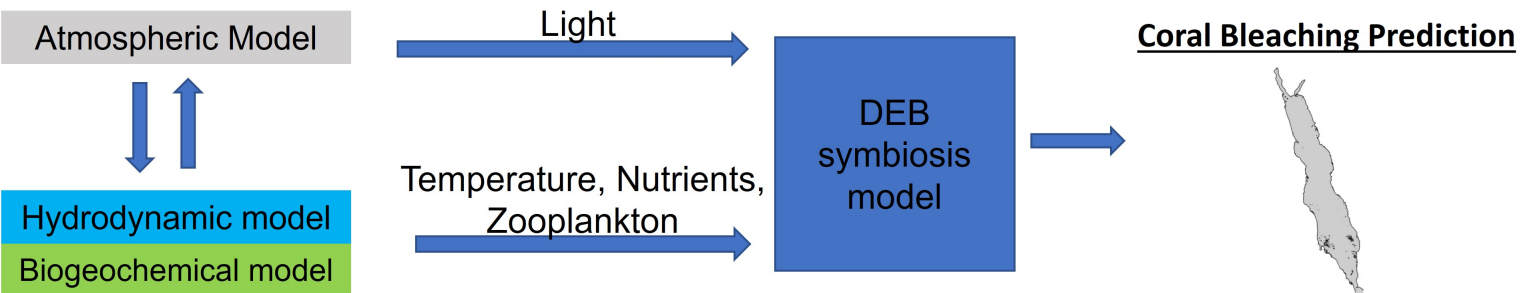 Atmospheric Model
Light
Coral Bleaching Prediction
DEB
symbiosis
model
Temperature, Nutrients,
Zooplankton
Hydrodynamic model
Biogeochemical model